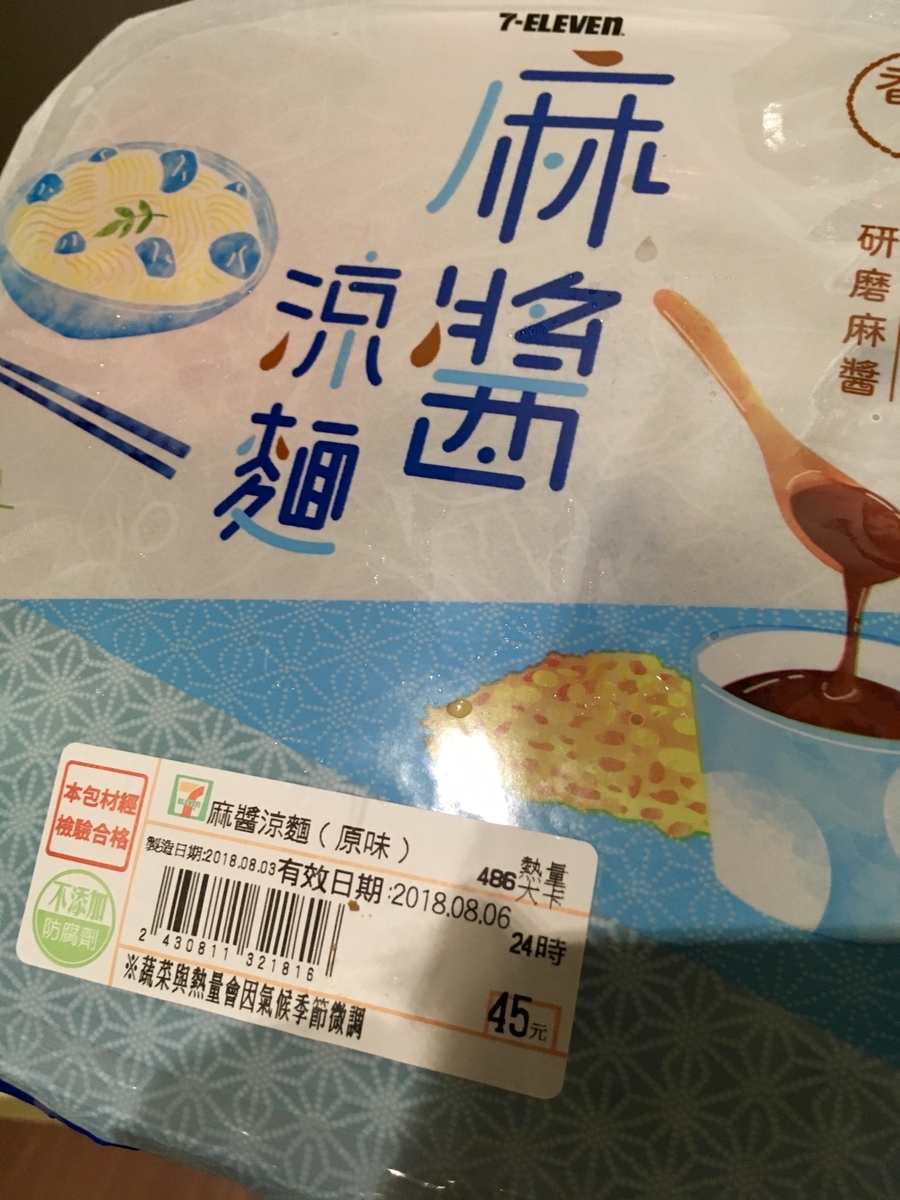 7-ELEVEN
麻醬
涼麵
研磨麻醬
本包材經
檢驗合格
不添加
防腐劑
麻醬涼麵(原味)
486 熱量大卡
製造日期:2018.08.03 有效日期:2018.08.06
24時
2 430811 321816
※蔬菜與熱量會因氣候季節微調
45元